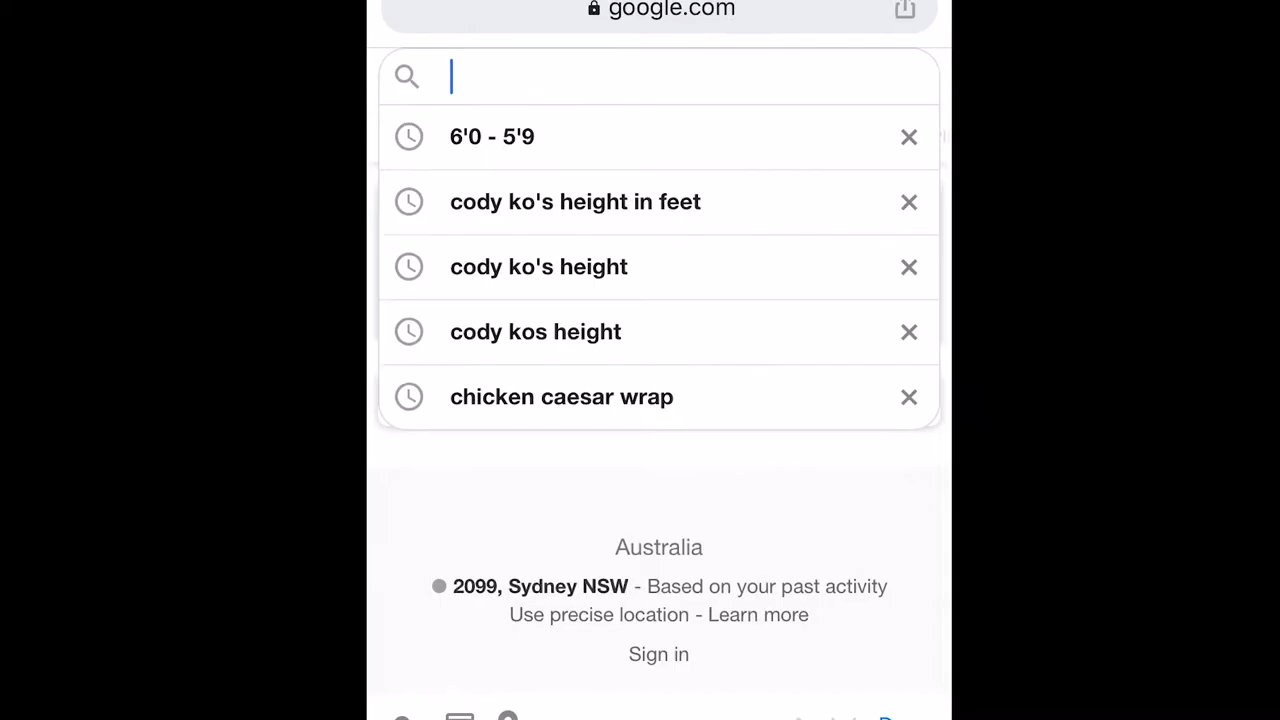 google.com
6'0 - 5'9
cody ko's height in feet
cody ko's height
cody kos height
chicken caesar wrap
Australia
2099, Sydney NSW - Based on your past activity
Use precise location - Learn more
Sign in